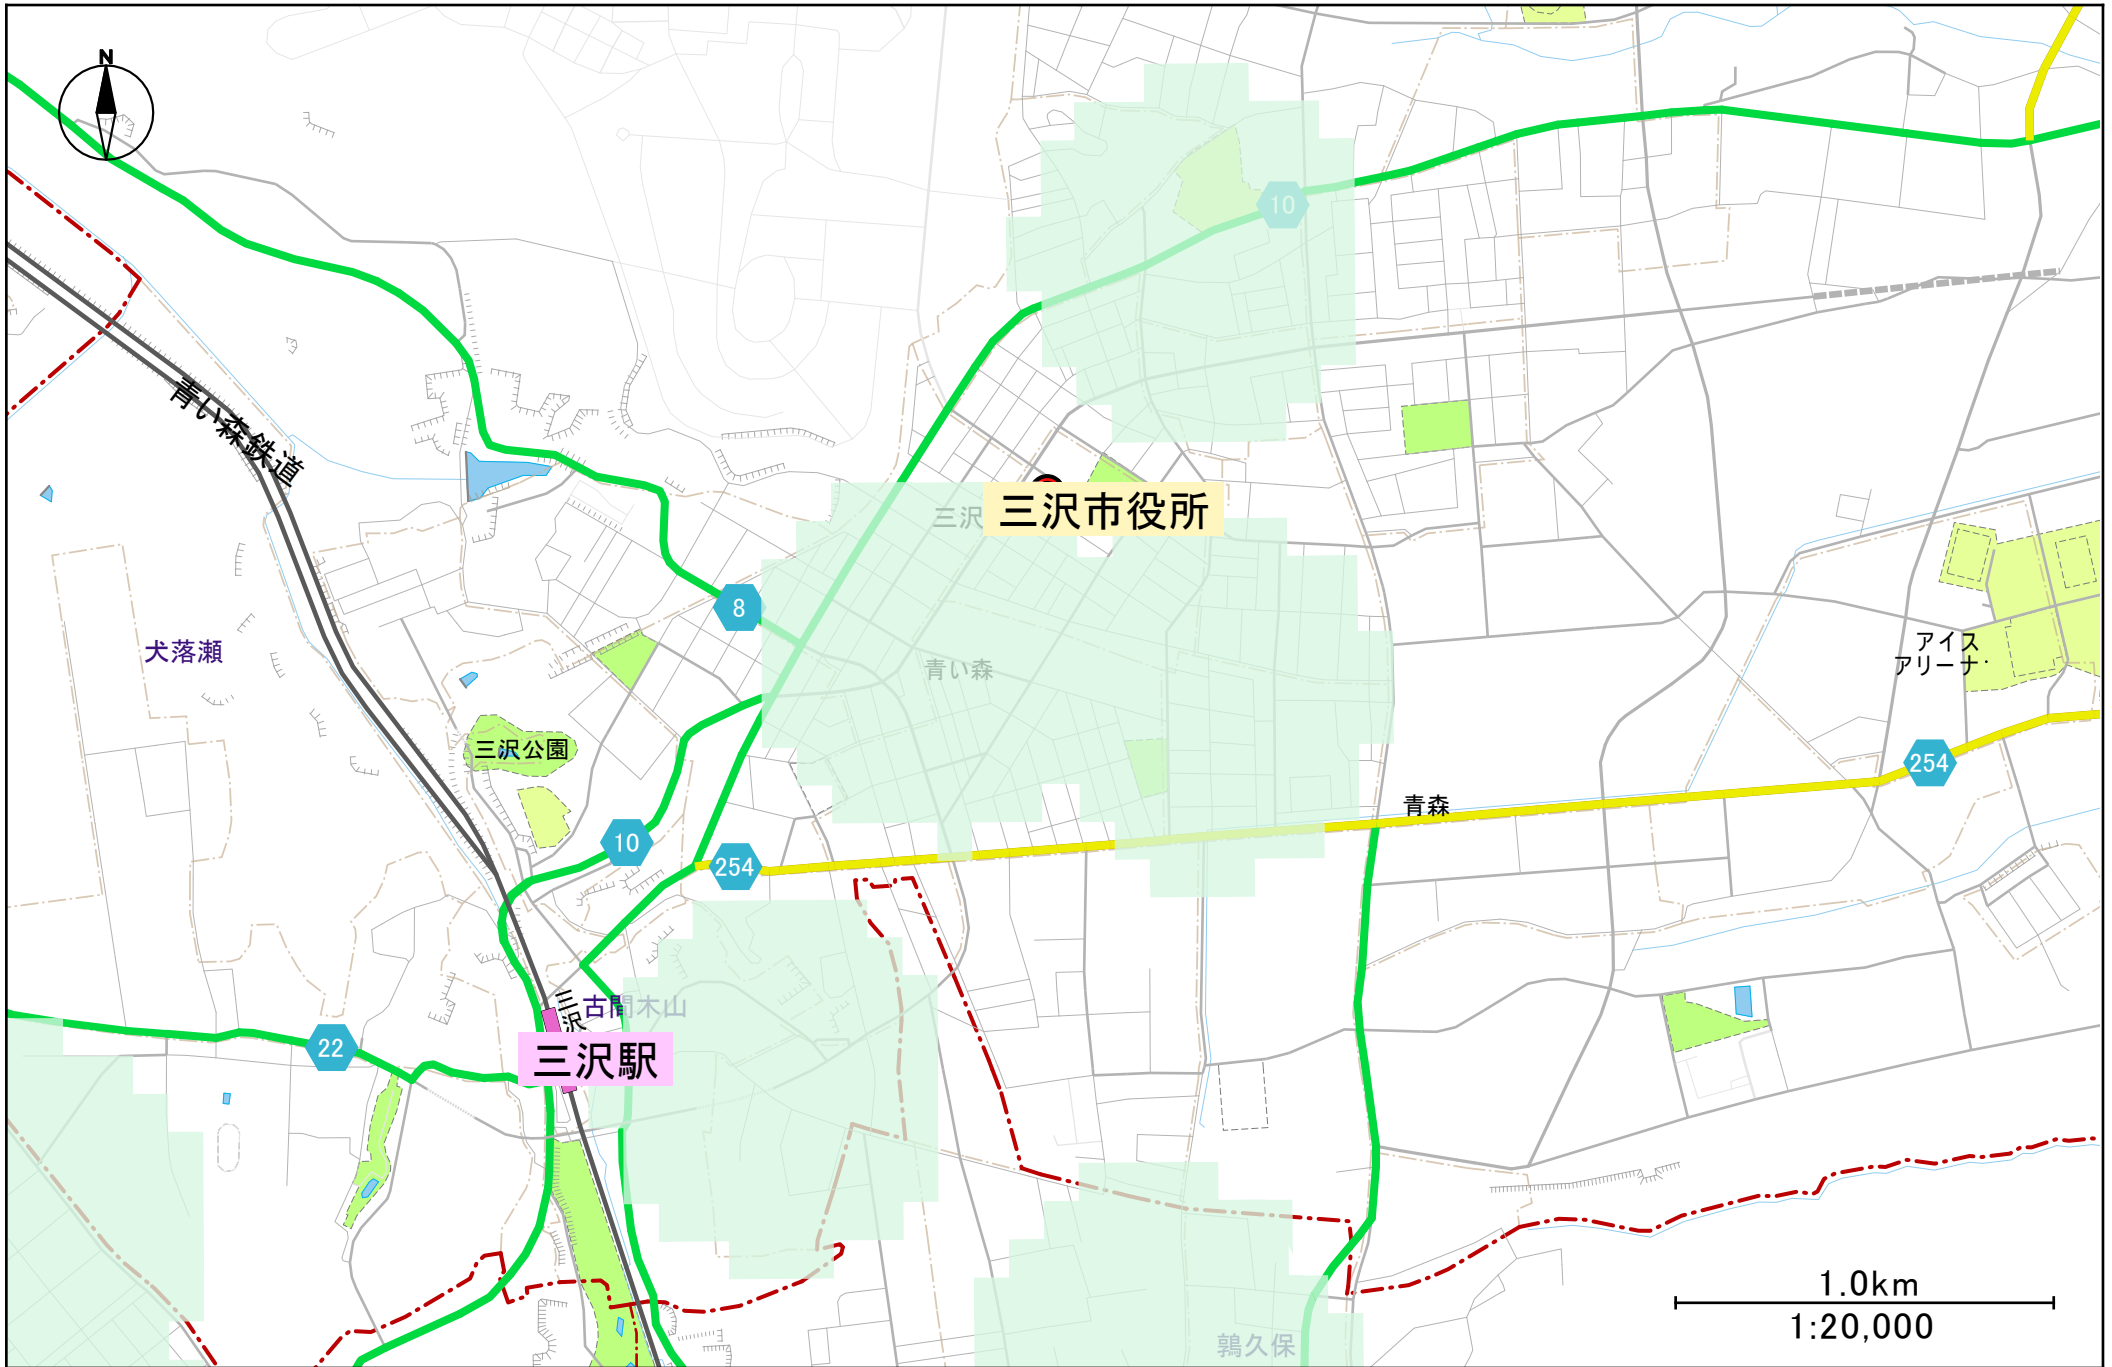 N
10
青い森鉄道
三沢
三沢市役所
8
犬落瀬
青い森
アイス
アリーナ
三沢公園
254
青森
10
254
三沢
古間木山
22
三沢駅
1.0km
1:20,000
鶉久保